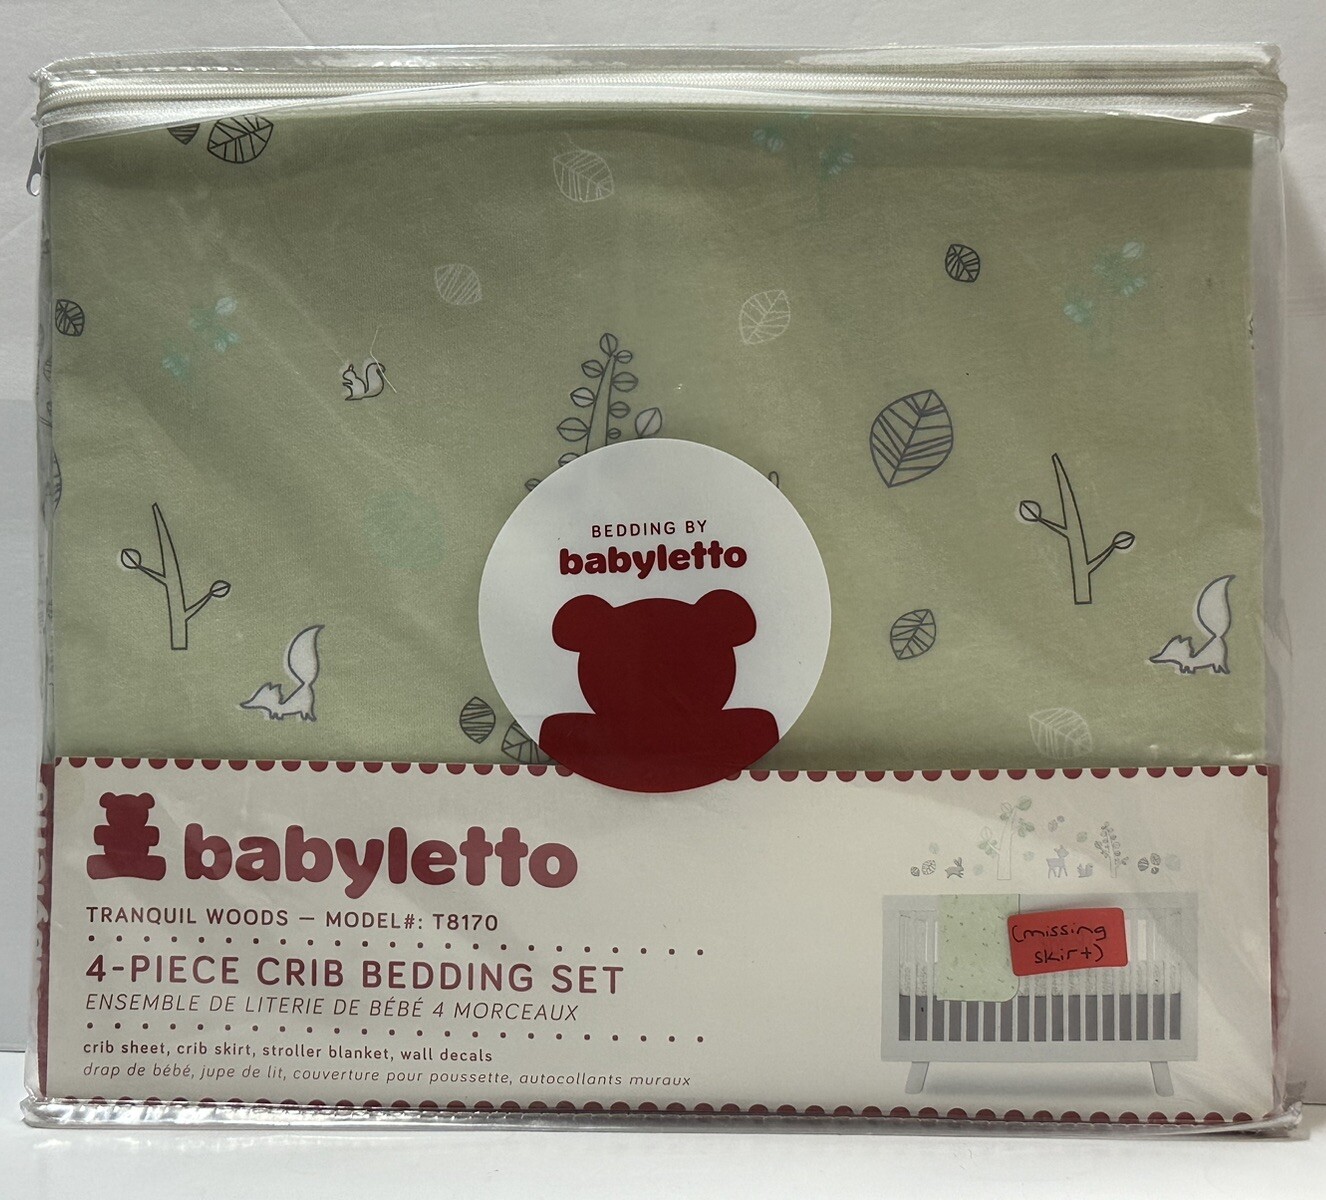 BEDDING BY
babyletto
babyletto
TRANQUIL WOODS — MODEL#: T8170
4-PIECE CRIB BEDDING SET
ENSEMBLE DE LITERIE DE BÉBÉ 4 MORCEAUX
crib sheet, crib skirt, stroller blanket, wall decals
drap de bébé, jupe de lit, couverture pour poussette, autocollants muraux
(missing
skirt)
babyletto